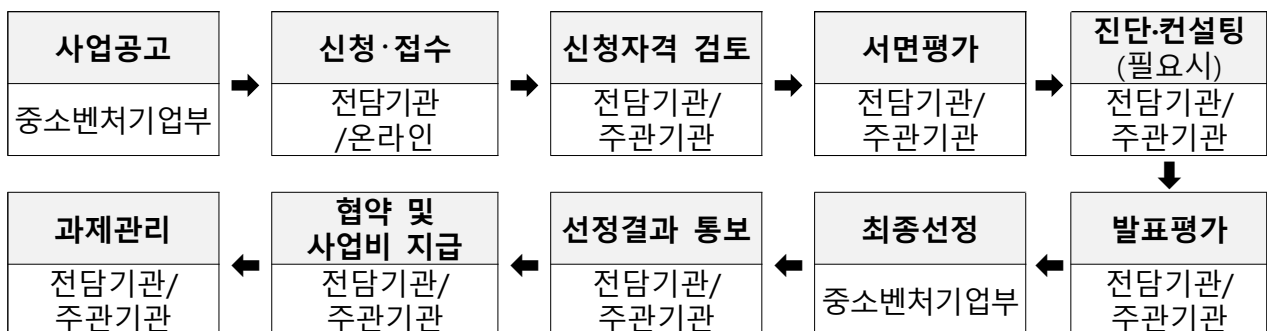 사업공고
중소벤처기업부
신청·접수
전담기관
/온라인
신청자격 검토
전담기관/
주관기관
서면평가
전담기관/
주관기관
진단·컨설팅
(필요시)
전담기관/
주관기관
발표평가
전담기관/
주관기관
최종선정
중소벤처기업부
선정결과 통보
전담기관/
주관기관
협약 및
사업비 지급
전담기관/
주관기관
과제관리
전담기관/
주관기관